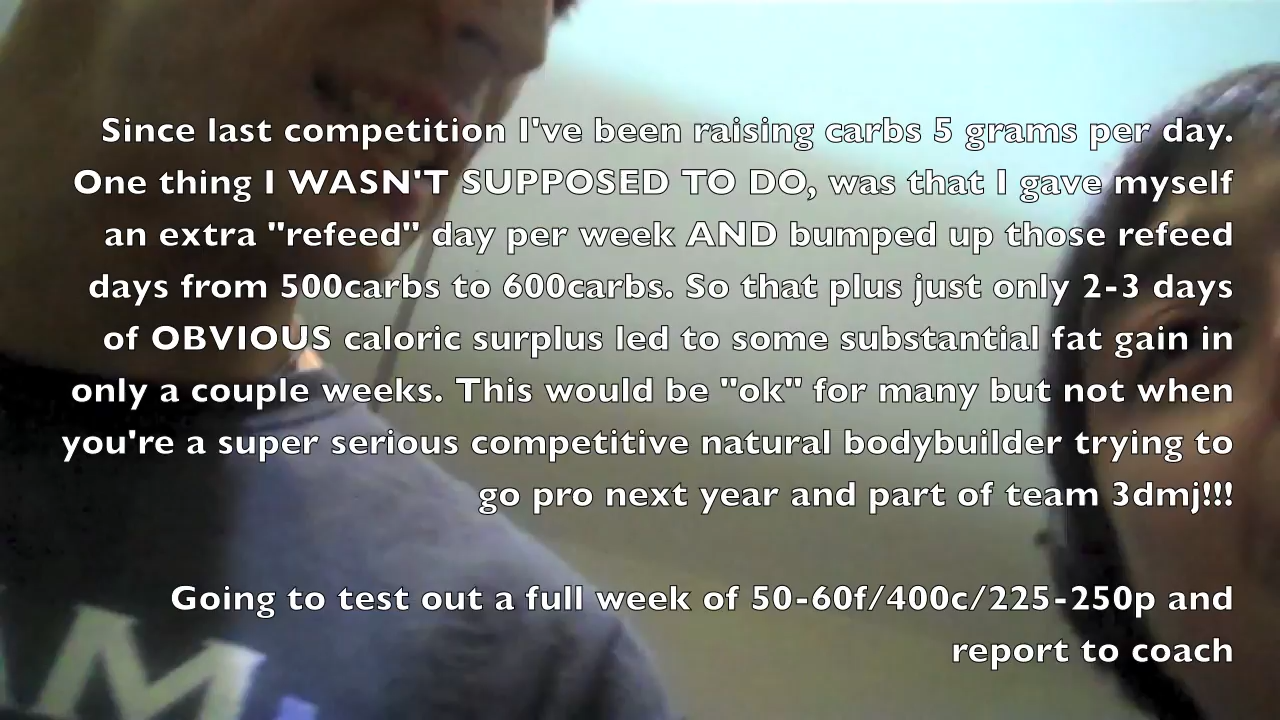 Since last competition I've been raising carbs 5 grams per day.
One thing I WASN'T SUPPOSED TO DO, was that I gave myself
an extra "refeed" day per week AND bumped up those refeed
days from 500carbs to 600carbs. So that plus just only 2-3 days
of OBVIOUS caloric surplus led to some substantial fat gain in
only a couple weeks. This would be "ok" for many but not when
you're a super serious competitive natural bodybuilder trying to
go pro next year and part of team 3dmj!!!
Going to test out a full week of 50-60f/400c/225-250p and
report to coach